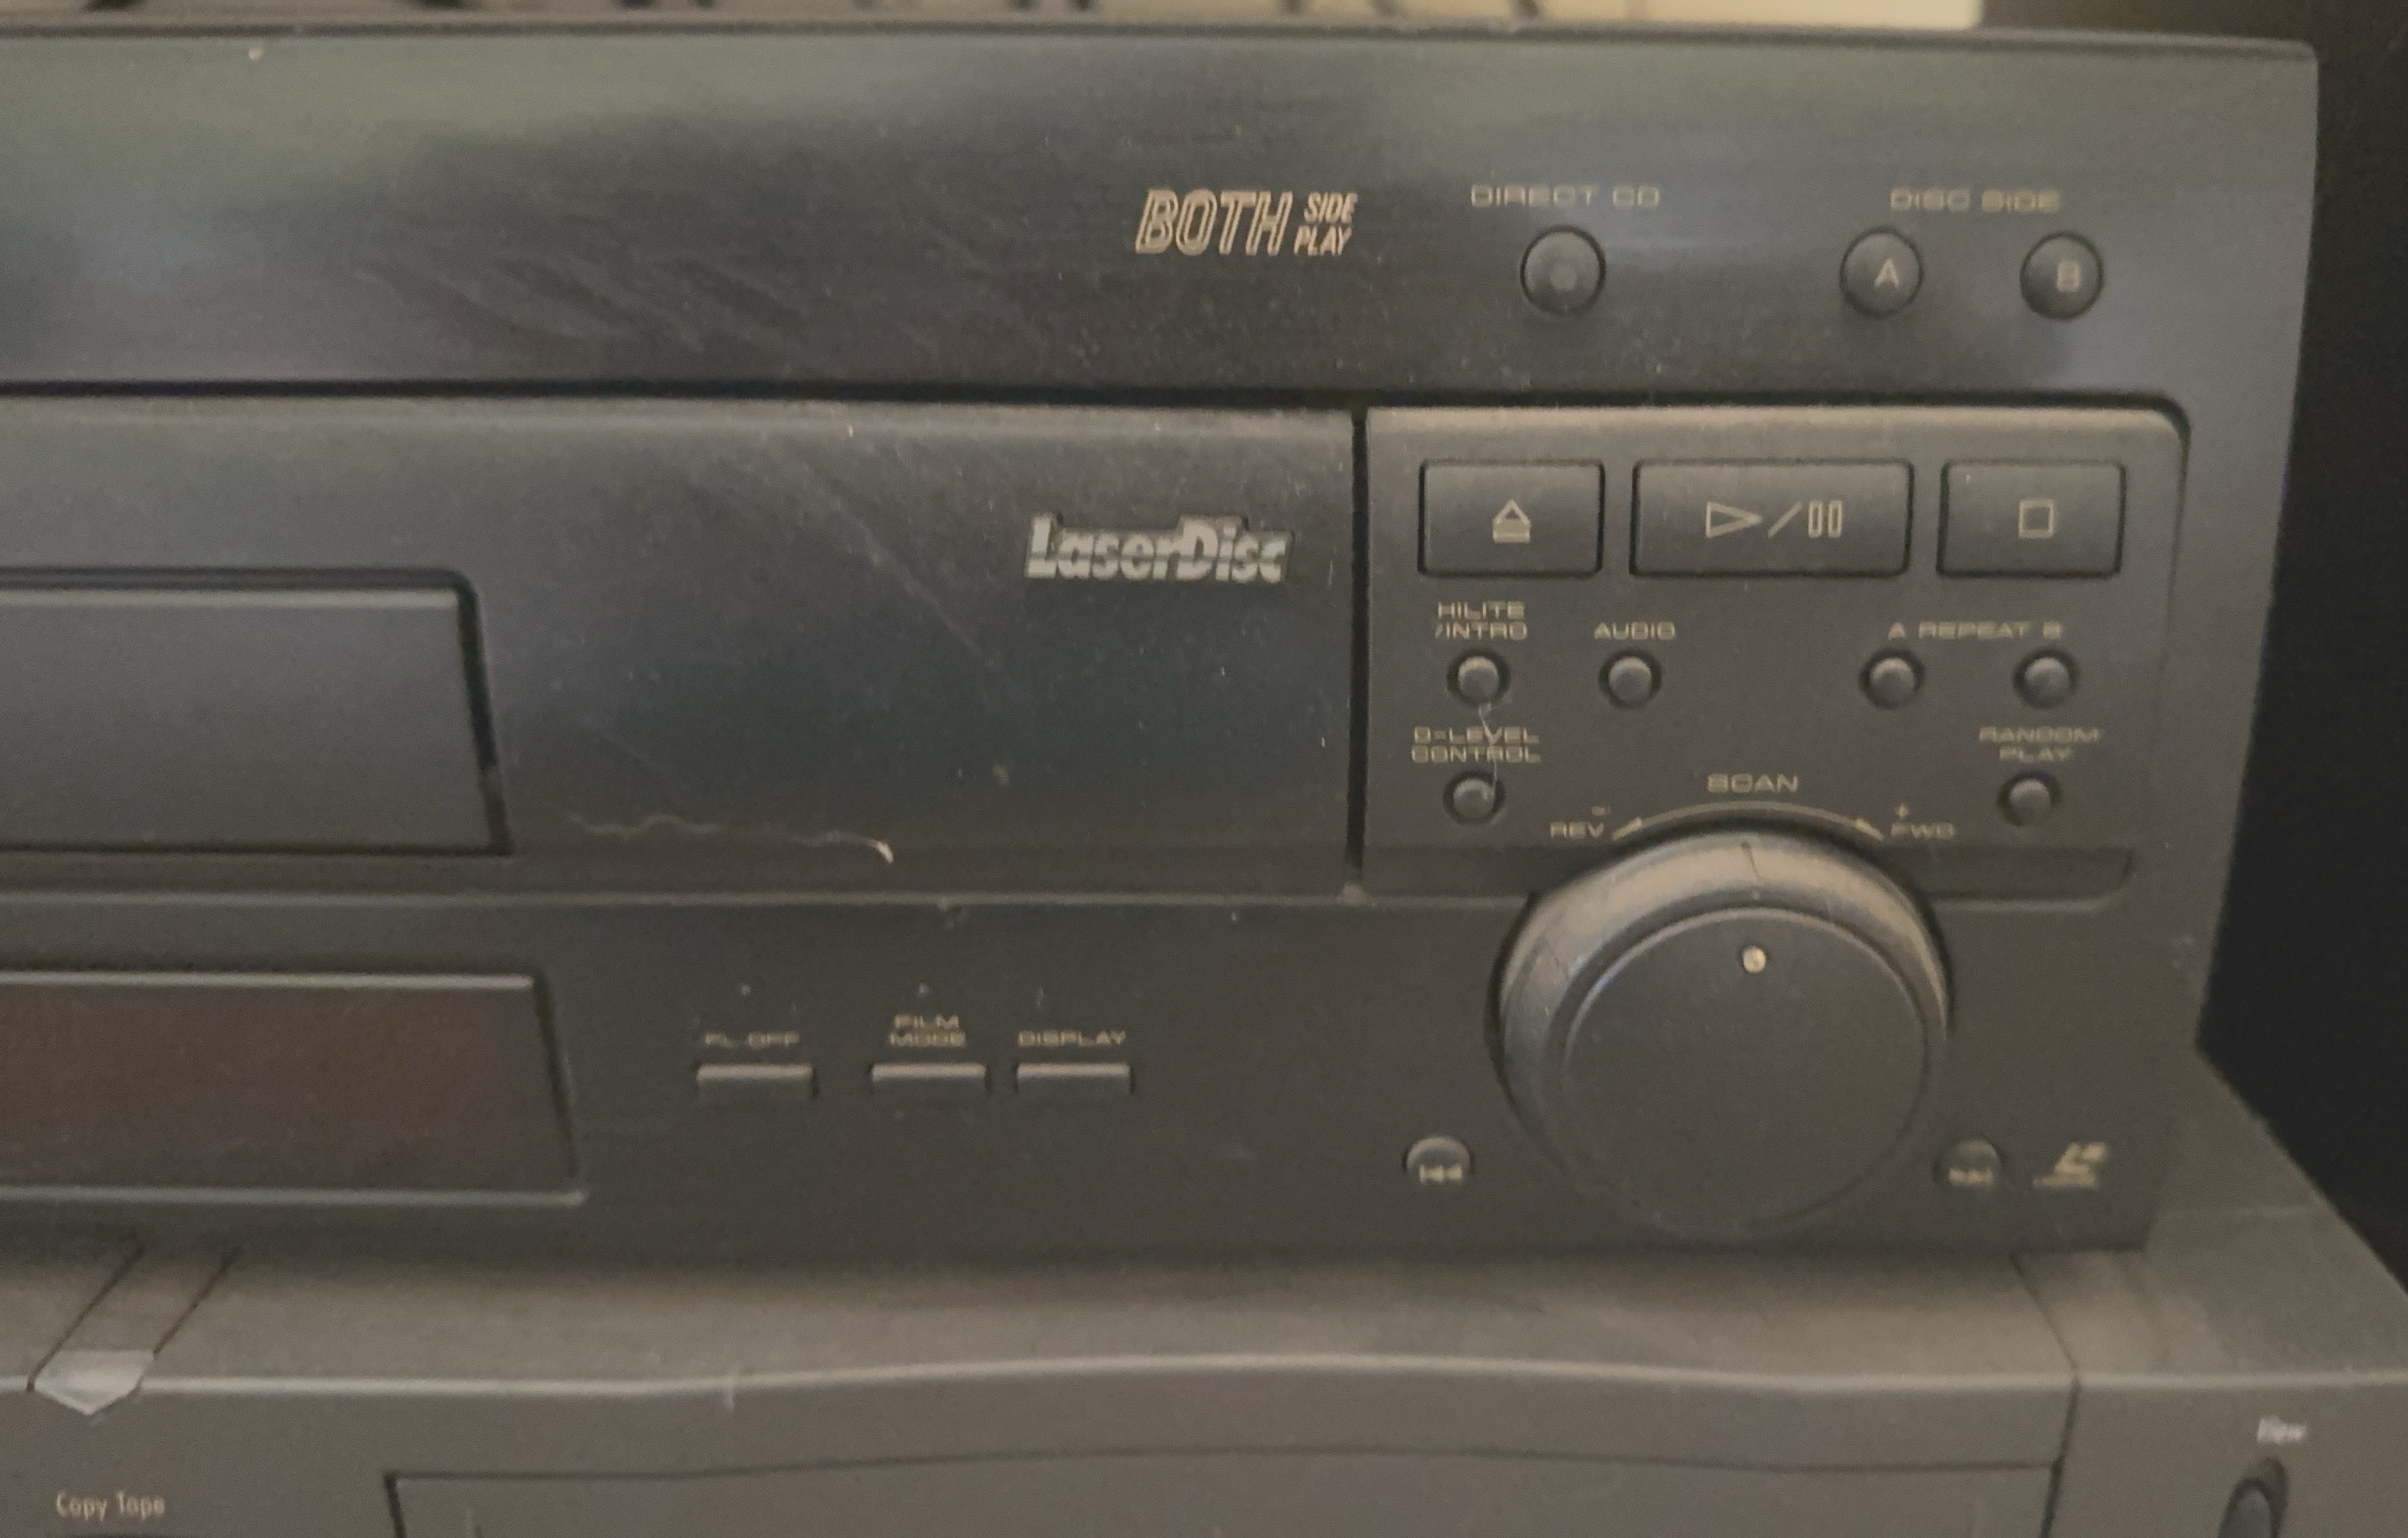 BOTH SIDE PLAY
DIRECT CD
DISC SIDE
A
B
LaserDisc
HILITE
/INTRO
AUDIO
A REPEAT B
D-LEVEL
CONTROL
RANDOM
PLAY
SCAN
- +
REV FWD
FL OFF
FILM
MODE
DISPLAY
Copy Tape
View